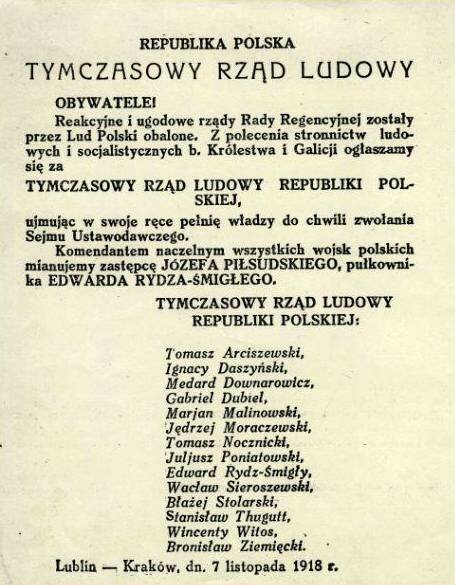 REPUBLIKA POLSKA
TYMCZASOWY RZĄD LUDOWY
OBYWATELE!
Reakcyjne i ugodowe rządy Rady Regencyjnej zostały
przez Lud Polski obalone. Z polecenia stronnictw ludo-
wych i socjalistycznych b. Królestwa i Galicji ogłaszamy
się za
TYMCZASOWY RZĄD LUDOWY REPUBLIKI POL-
SKIEJ,
ujmując w swoje ręce pełnię władzy do chwili zwołania
Sejmu Ustawodawczego.
Komendantem naczelnym wszystkich wojsk polskich
mianujemy zastępcę JÓZEFA PIŁSUDSKIEGO, pułkowni-
ka EDWARDA RYDZA-ŚMIGŁEGO.
TYMCZASOWY RZĄD LUDOWY
REPUBLIKI POLSKIEJ:
Tomasz Arciszewski,
Ignacy Daszyński,
Medard Downarowicz,
Gabriel Dubiel,
Marjan Malinowski,
Jędrzej Moraczewski,
Tomasz Nocznicki,
Juljusz Poniatowski,
Edward Rydz-Śmigły,
Wacław Sieroszewski,
Błażej Stolarski,
Stanisław Thugutt,
Wincenty Witos,
Bronisław Ziemięcki.
Lublin — Kraków, dn. 7 listopada 1918 r.